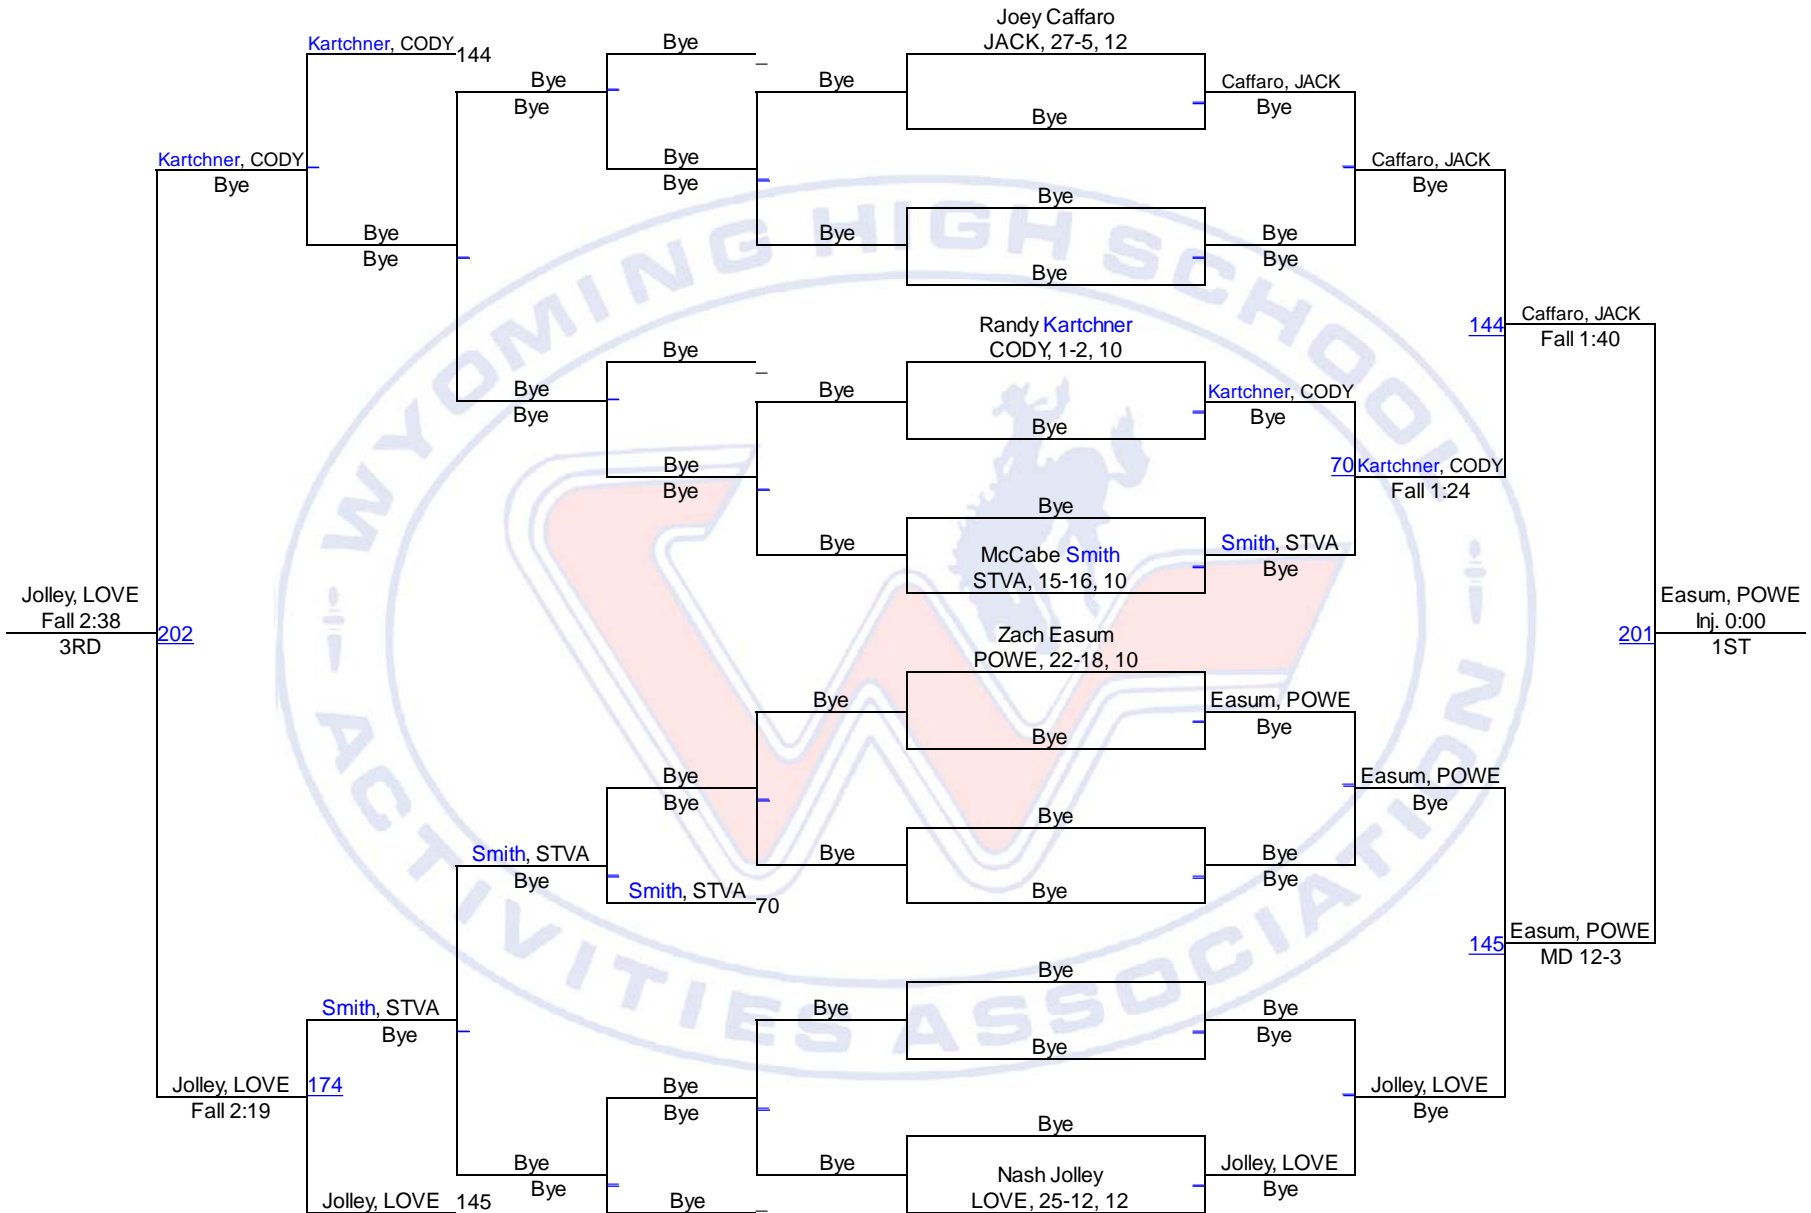 Joey Caffaro
Kartchner, CODY 144 Bye _ JACK, 27-5, 12
Bye Bye Caffaro, JACK
Bye Bye Bye
Kartchner, CODY Bye Caffaro, JACK
Bye Bye Bye
Bye
Bye Bye Bye
Bye Bye
Bye
WYOMING HIGH SCHOOL
Randy Kartchner 144 Caffaro, JACK
Bye _ CODY, 1-2, 10 Fall 1:40
Bye Bye Kartchner, CODY
Bye Bye Bye
Bye 70 Kartchner, CODY
Bye Fall 1:24
Bye
Bye McCabe Smith Smith, STVA
STVA, 15-16, 10 Bye
Jolley, LOVE Easum, POWE
Fall 2:38 Inj. 0:00
202 Zach Easum 201
3RD POWE, 22-18, 10 1ST
Bye Easum, POWE
Bye Bye
Bye Easum, POWE
Bye Bye
Bye
Smith, STVA Bye Bye
Bye Bye Bye
Smith, STVA 70
145 Easum, POWE
MD 12-3
Bye
Smith, STVA Bye Bye
Bye Bye Bye
Jolley, LOVE 174 Bye Jolley, LOVE
Fall 2:19 Bye Bye
Bye
Bye Bye Nash Jolley Jolley, LOVE
Bye Bye
Jolley, LOVE 145 Bye _ LOVE, 25-12, 12
ACTIVITIES ASSOCIATION